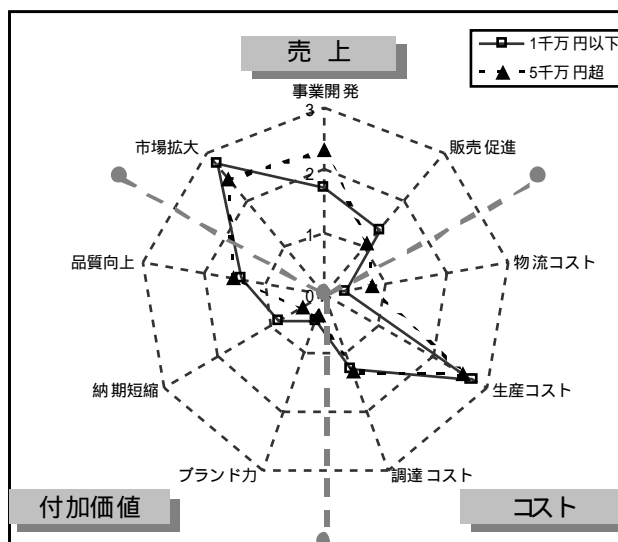 売 上
1千万円以下
5千万円超
事業開発
3
市場拡大
販売促進
2
品質向上
1
物流コスト
0
納期短縮
生産コスト
ブランド力
調達コスト
付加価値
コスト